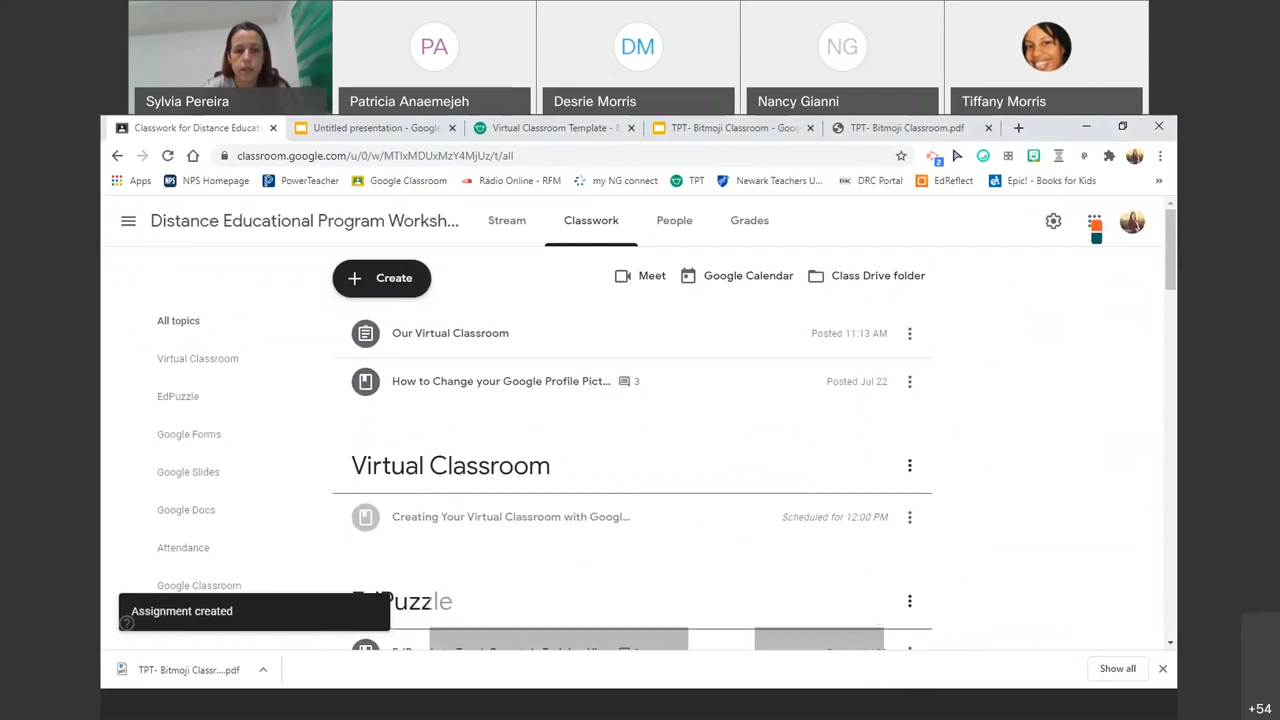 PA
DM
NG
Sylvia Pereira
Patricia Anaemejeh
Desrie Morris
Nancy Gianni
Tiffany Morris
Classwork for Distance Educati
Untitled presentation - Google
Virtual Classroom Template - B
TPT- Bitmoji Classroom - Google
TPT- Bitmoji Classroom.pdf
classroom.google.com/u/0/w/MTIxMDUxMzY4MjUz/t/all
2
Apps
NPS Homepage
PowerTeacher
Google Classroom
Rádio Online - RFM
my NG connect
TPT
Newark Teachers U...
DRC Portal
EdReflect
Epic! - Books for Kids
»
Distance Educational Program Worksh...
Stream
Classwork
People
Grades
Create
Meet
Google Calendar
Class Drive folder
All topics
Virtual Classroom
EdPuzzle
Google Forms
Google Slides
Google Docs
Attendance
Google Classroom
Our Virtual Classroom
Posted 11:13 AM
How to Change your Google Profile Pict...
3
Posted Jul 22
Virtual Classroom
Creating Your Virtual Classroom with Googl...
Scheduled for 12:00 PM
EdPuzzle
Assignment created
TPT- Bitmoji Classr....pdf
Show all
+54